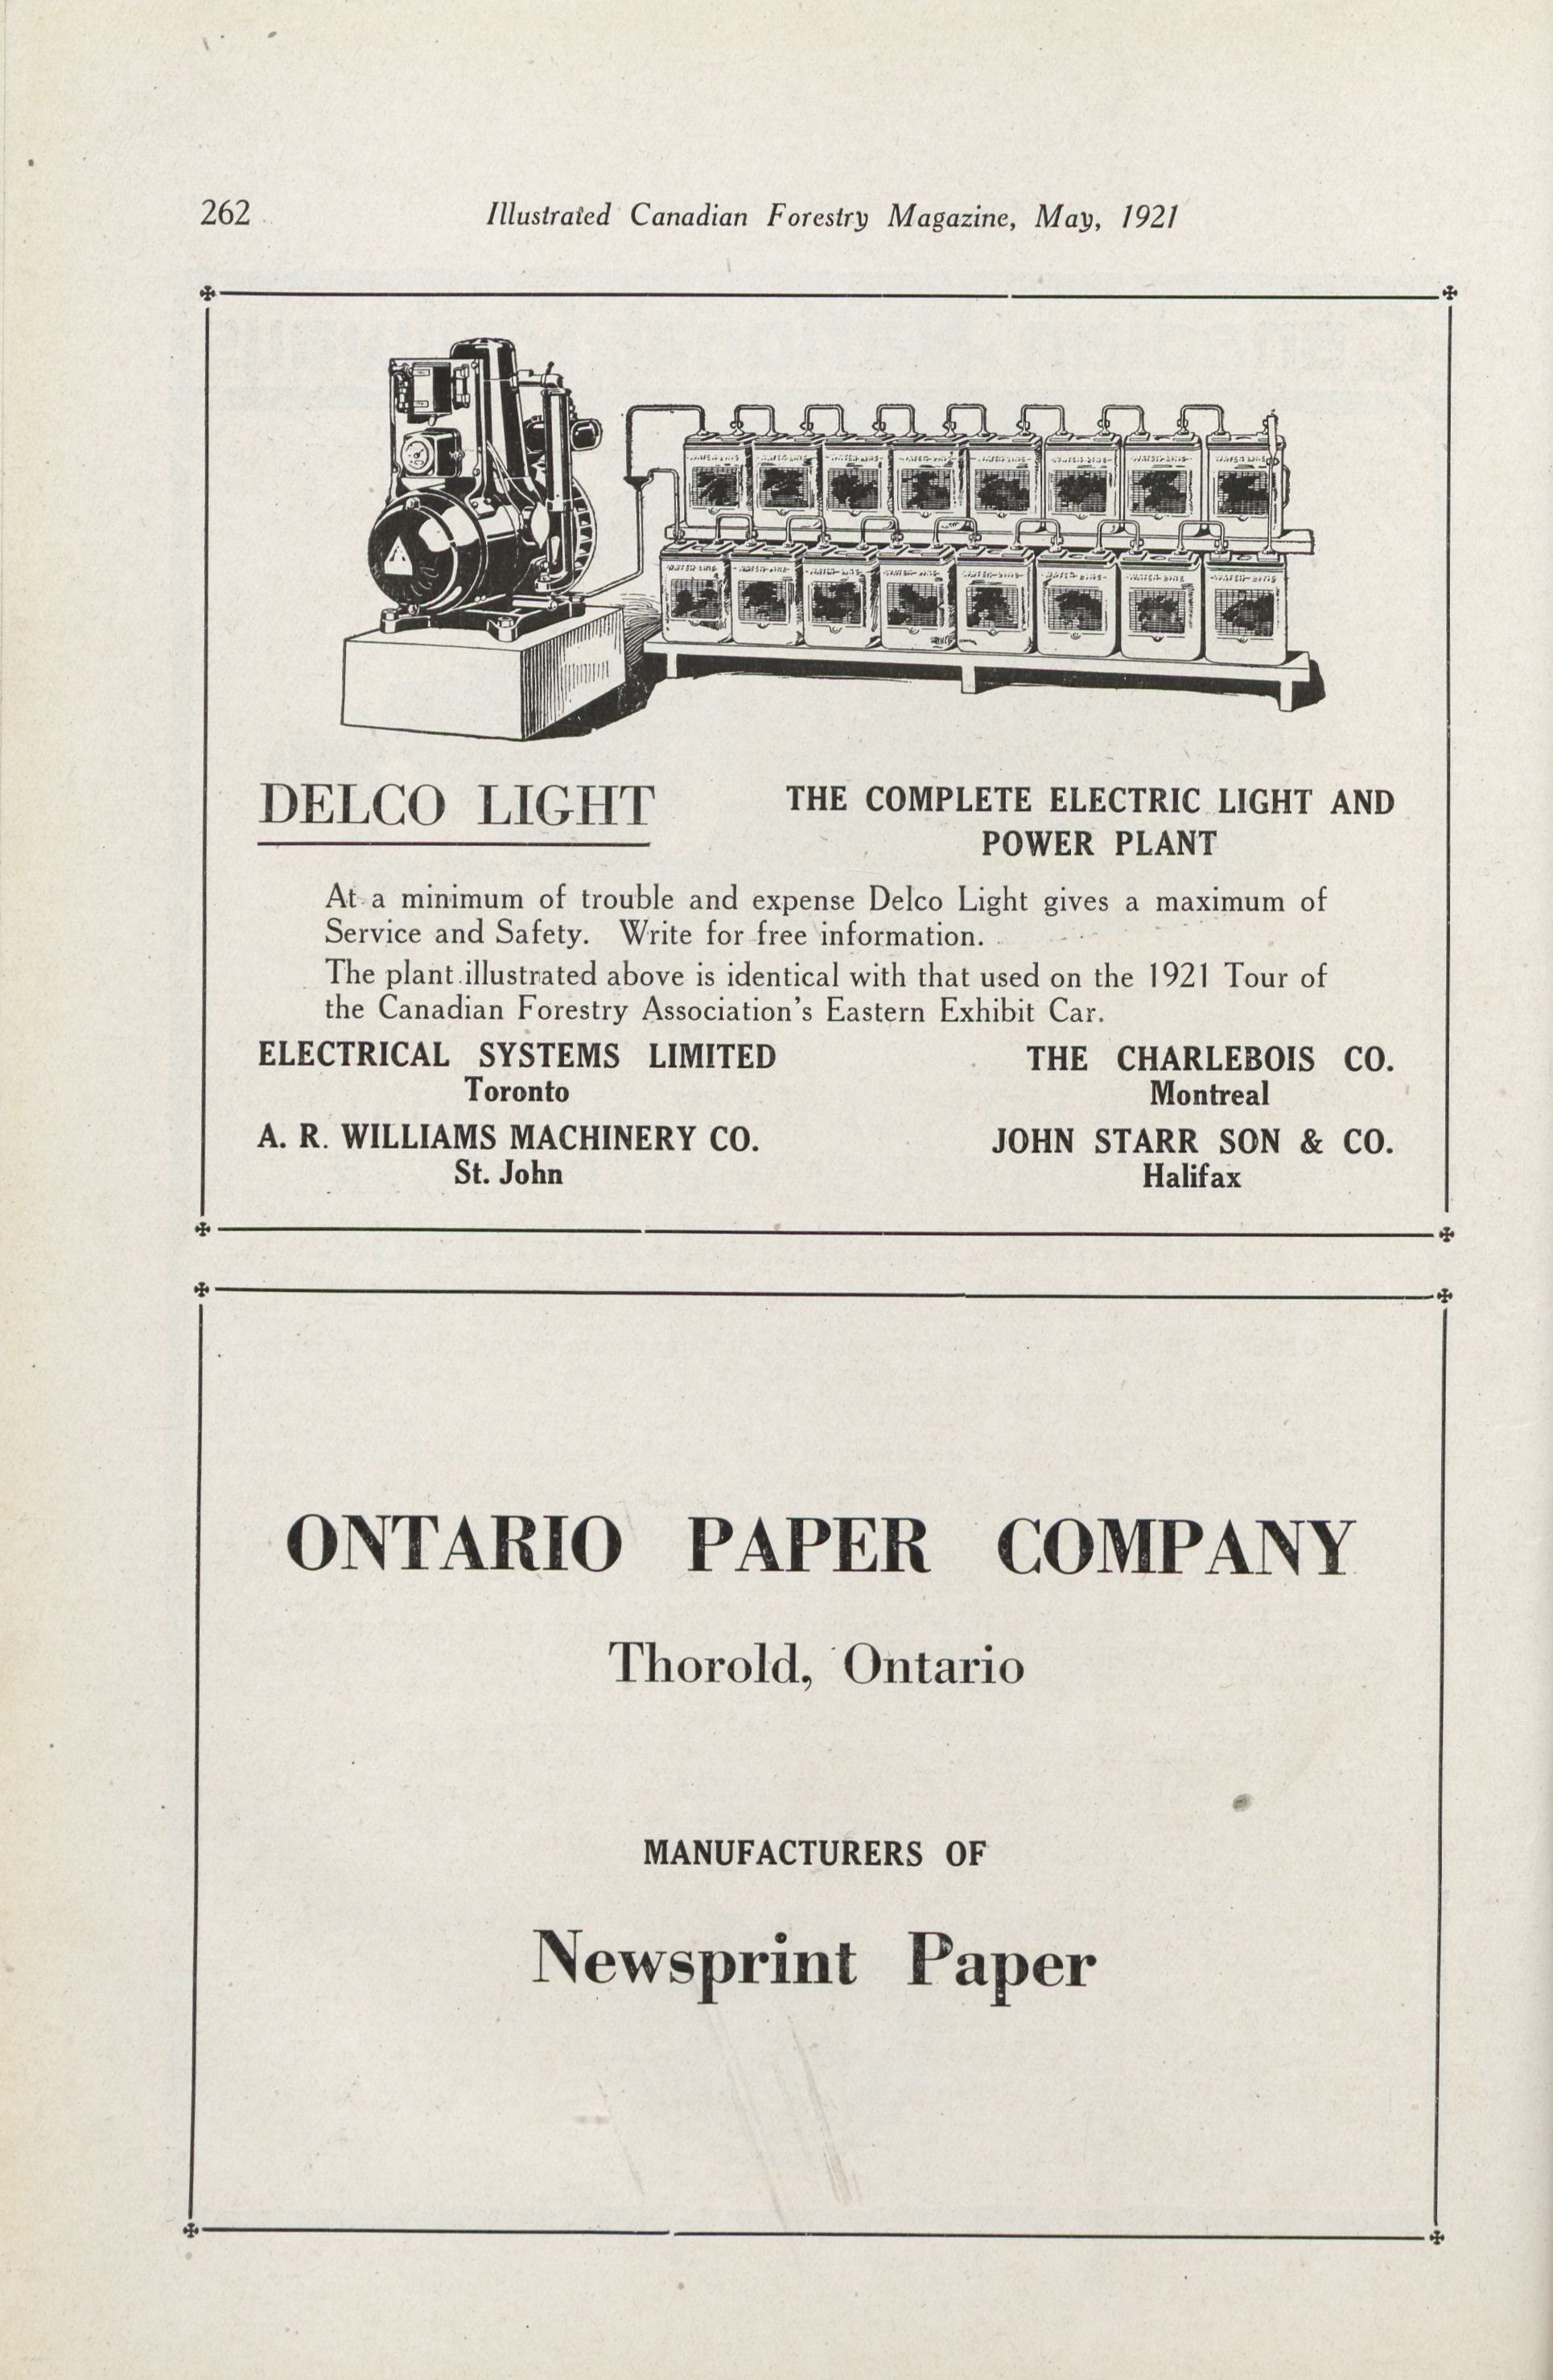 262
Illustrated Canadian Forestry Magazine, May, 1921
DELCO LIGHT
THE COMPLETE ELECTRIC LIGHT AND
POWER PLANT
At a minimum of trouble and expense Delco Light gives a maximum of
Service and Safety. Write for free information.
The plant illustrated above is identical with that used on the 1921 Tour of
the Canadian Forestry Association's Eastern Exhibit Car.
ELECTRICAL SYSTEMS LIMITED
Toronto
THE CHARLEBOIS CO.
Montreal
A. R. WILLIAMS MACHINERY CO.
St. John
JOHN STARR SON & CO.
Halifax
ONTARIO PAPER COMPANY
Thorold, Ontario
MANUFACTURERS OF
Newsprint Paper